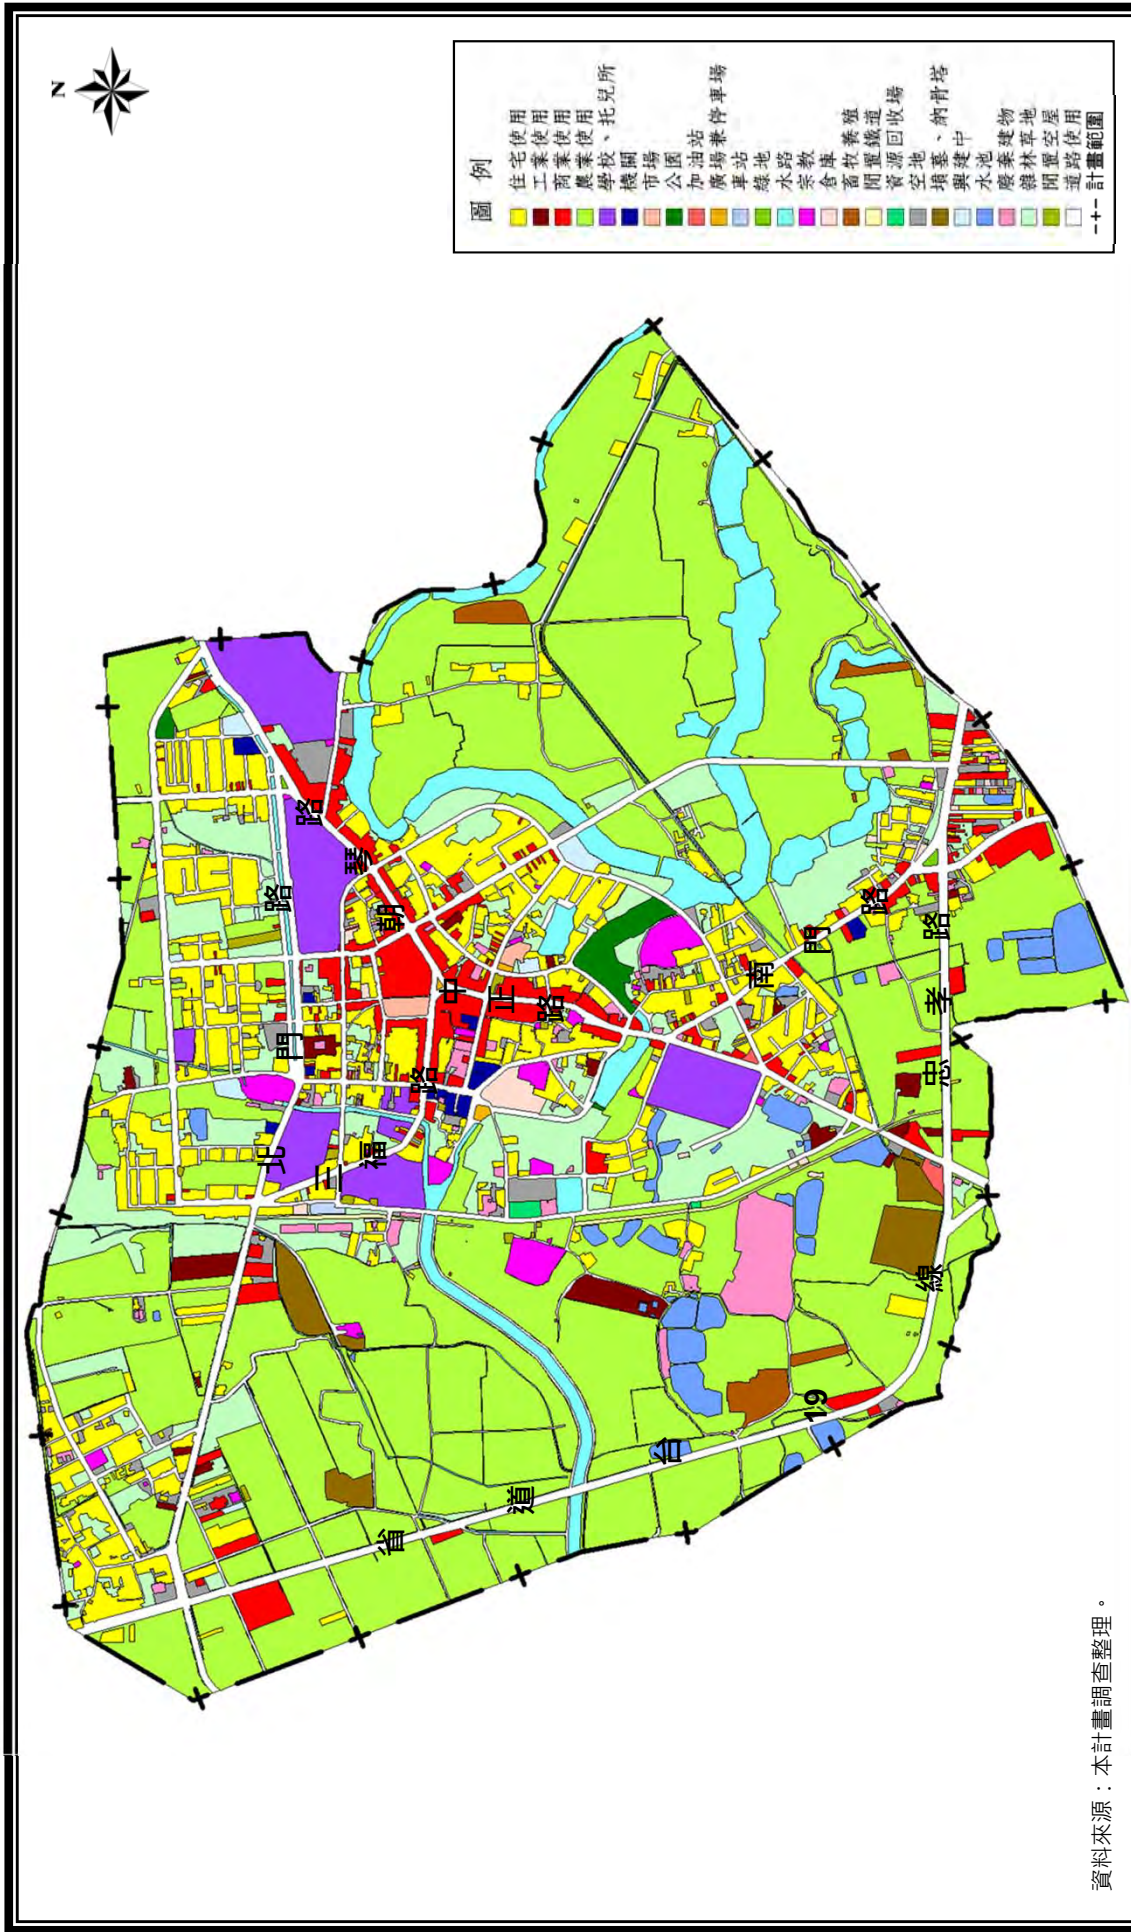 N
圖 例
住宅使用
工業使用
商業使用
農業使用
學校、托兒所
機關
市場
公園
加油站
廣場兼停車場
車站
綠地
水路
宗教
倉庫
畜牧養殖
閒置鐵道
資源回收場
空地
墳墓、納骨塔
興建中
水池
廢棄建物
雜林草地
閒置空屋
道路使用
計畫範圍
北門路
三福路
朝琴路
中正路
南門路
忠孝路
省道台19線
資料來源：本計畫調查整理。